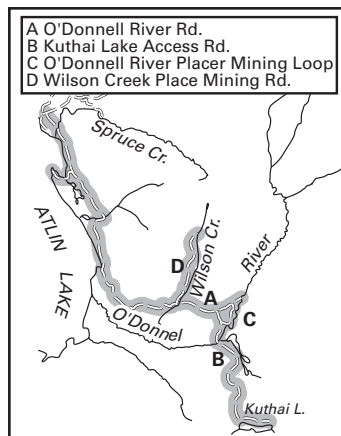 A O'Donnell River Rd.
B Kuthai Lake Access Rd.
C O'Donnell River Placer Mining Loop
D Wilson Creek Place Mining Rd.
Spruce Cr.
ATLIN LAKE
D
Wilson Cr.
River
A
C
O'Donnel
B
Kuthai L.